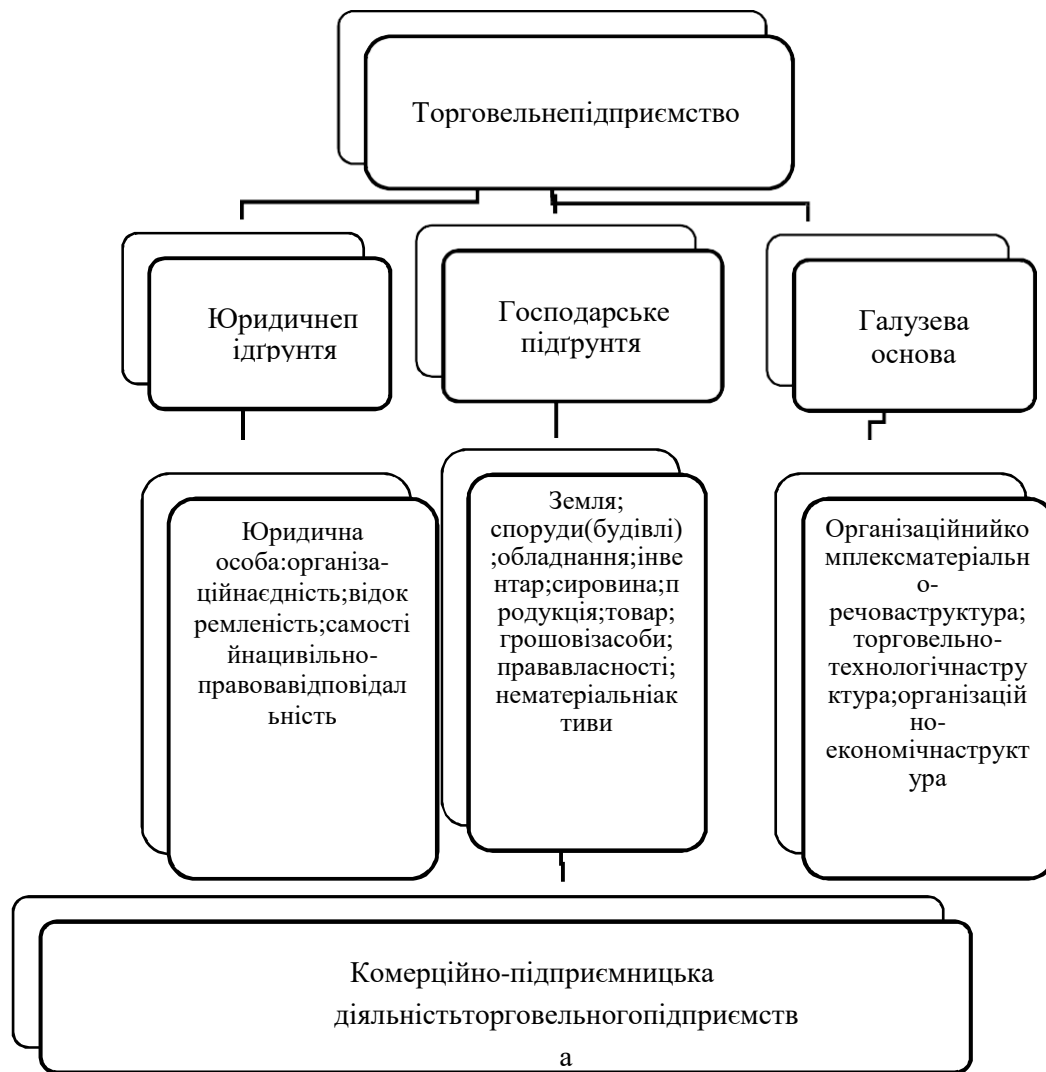 Торговельнепідприємство
Юридичнеп
ідґрунтя
Господарське
підґрунтя
Галузева
основа
Юридична
особа:організа-
ційнаєдність;відок
ремленість;самості
йнацивільно-
правовавідповідал
ьність
Земля;
споруди(будівлі)
;обладнання;інве
нтар;сировина;п
родукція;товар;
грошовізасоби;
прававласності;
нематеріальніак
тиви
Організаційнийко
мплексматеріальн
о-
речоваструктура;
торговельно-
технологічнастру
ктура;організацій
но-
економічнаструкт
ура
Комерційно-підприємницька
діяльністьторговельногопідприємств
а